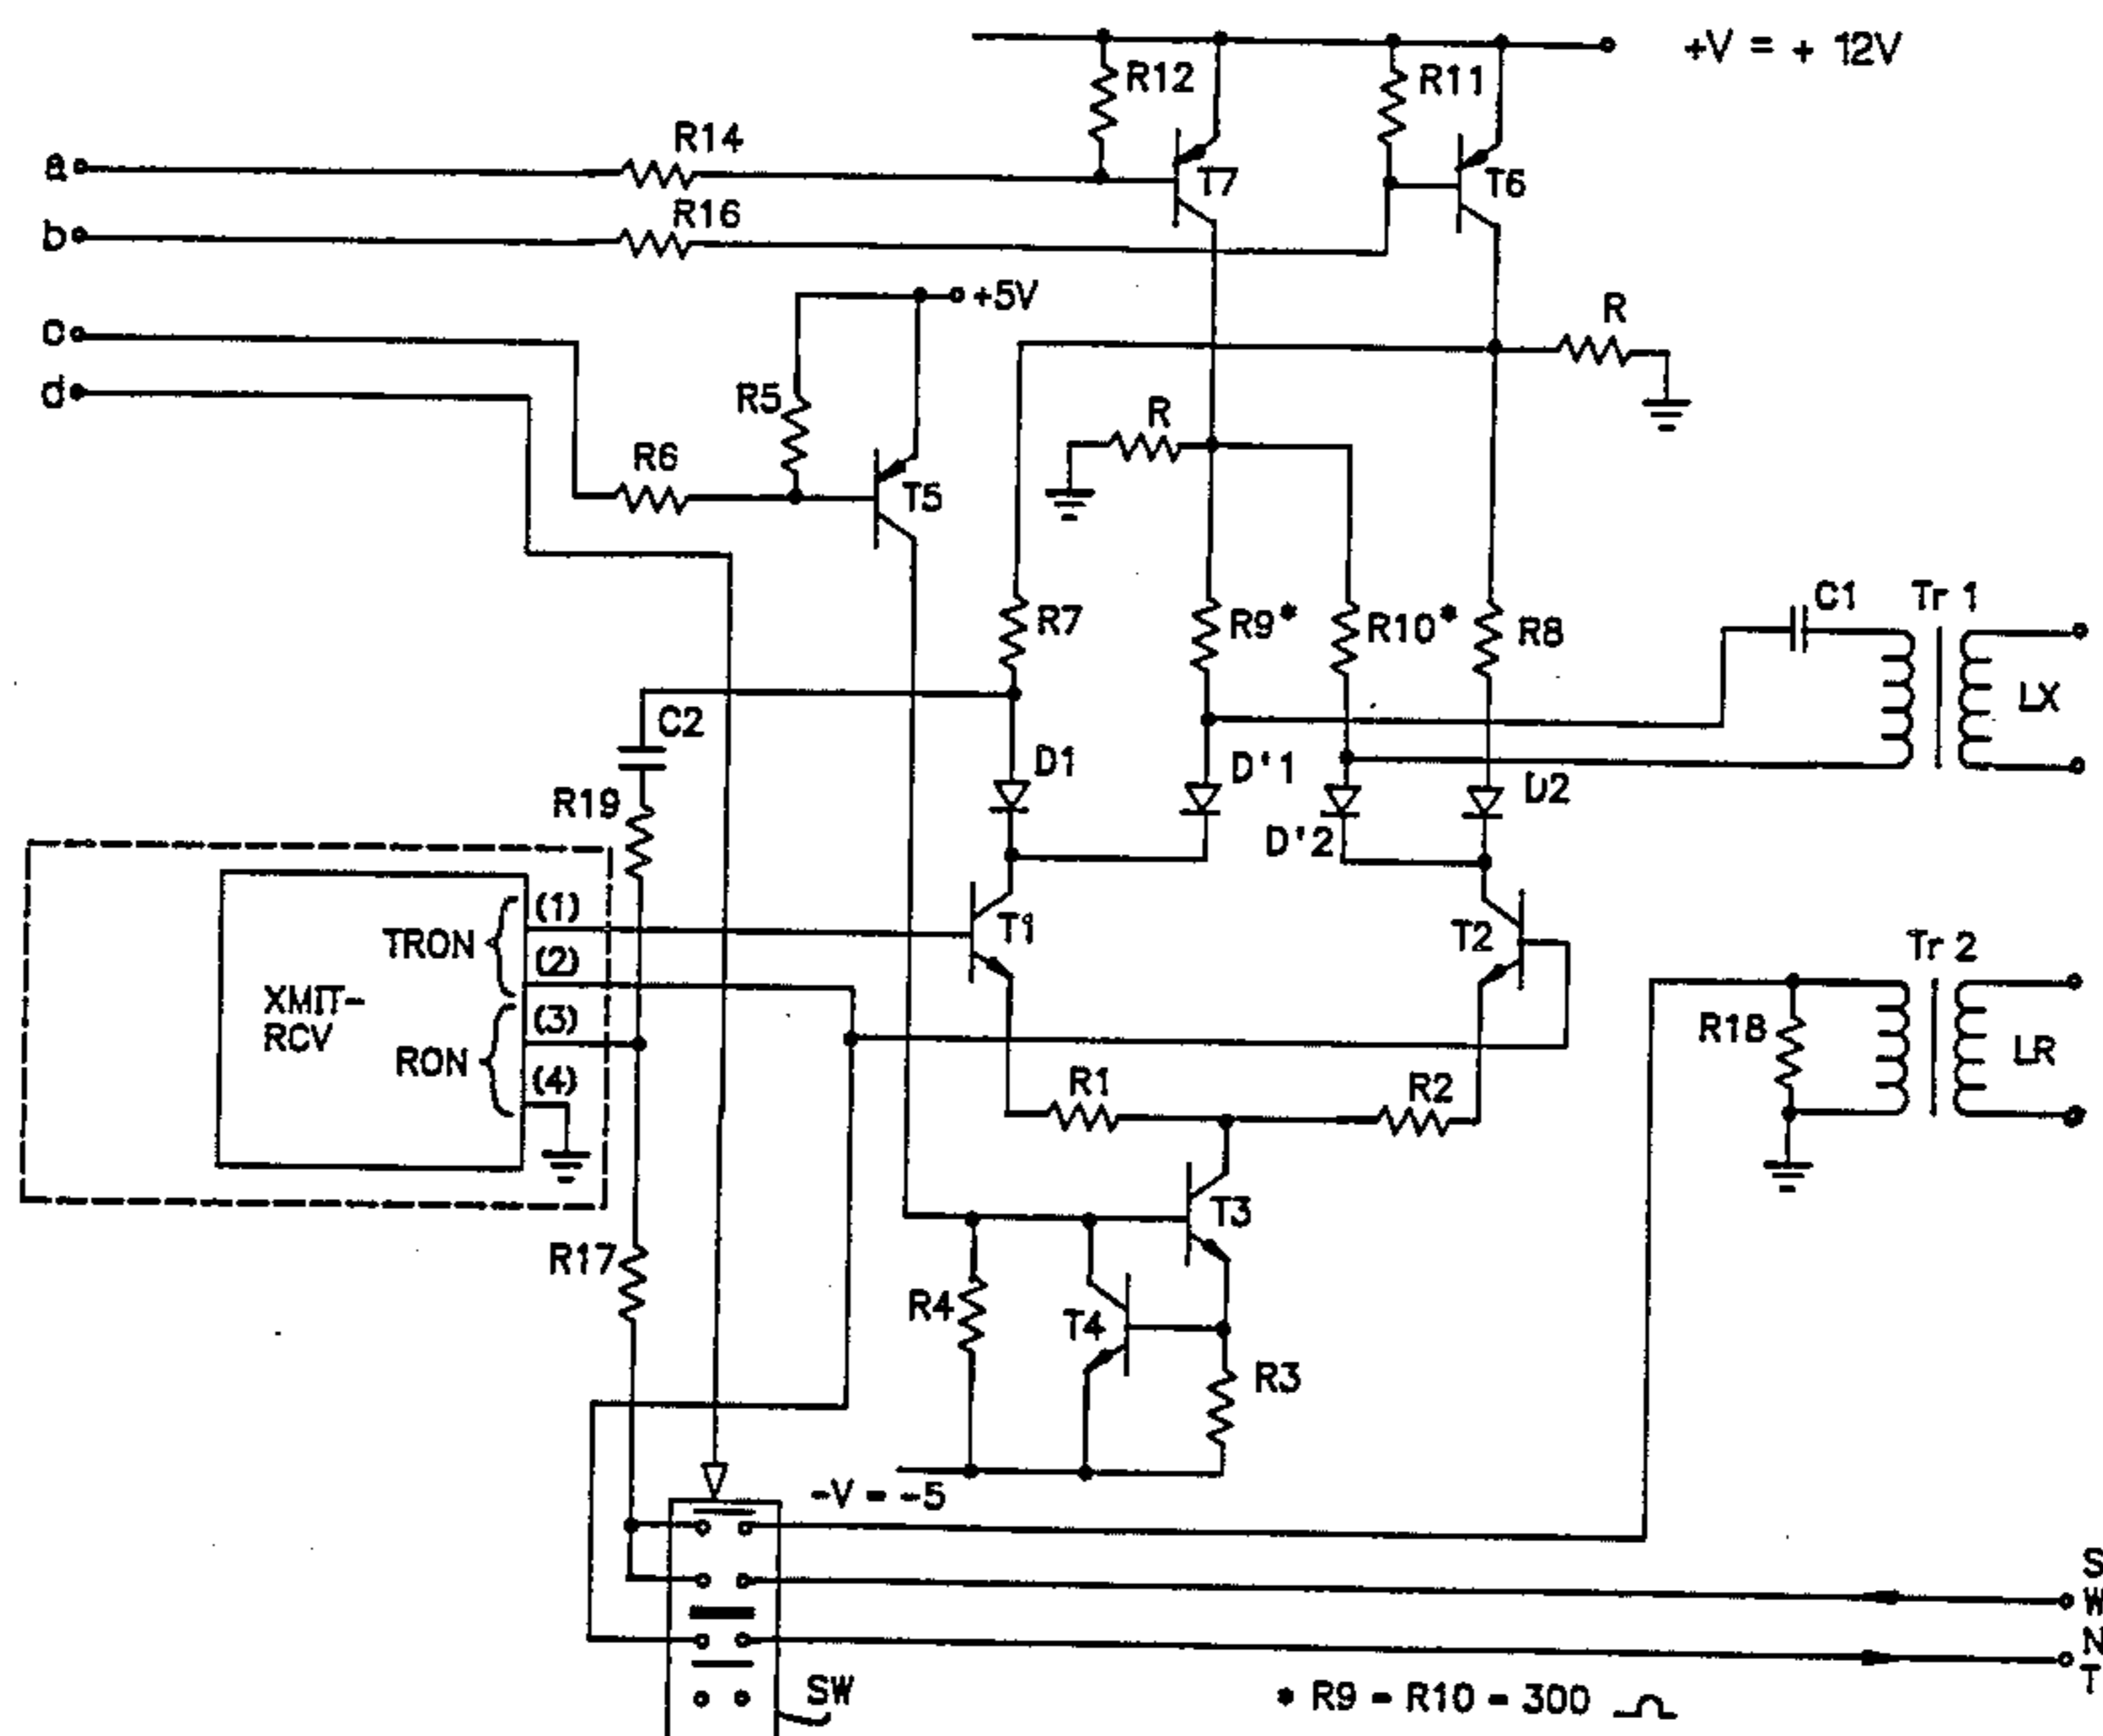 +V = + 12V
R12
R11
R14
a
T7
T6
R16
b
+5V
R
c
d
R5
R
R6
T5
C1
Tr 1
R7
R9*
R10*
R8
LX
C2
D1
D'1
D2
R19
D'2
(1)
TRON
T1
T2
(2)
Tr 2
XMIT-
RCV
(3)
R18
RON
LR
(4)
R1
R2
T3
R17
R4
T4
R3
-V = -5
S
W
N
T
SW
* R9 - R10 - 300